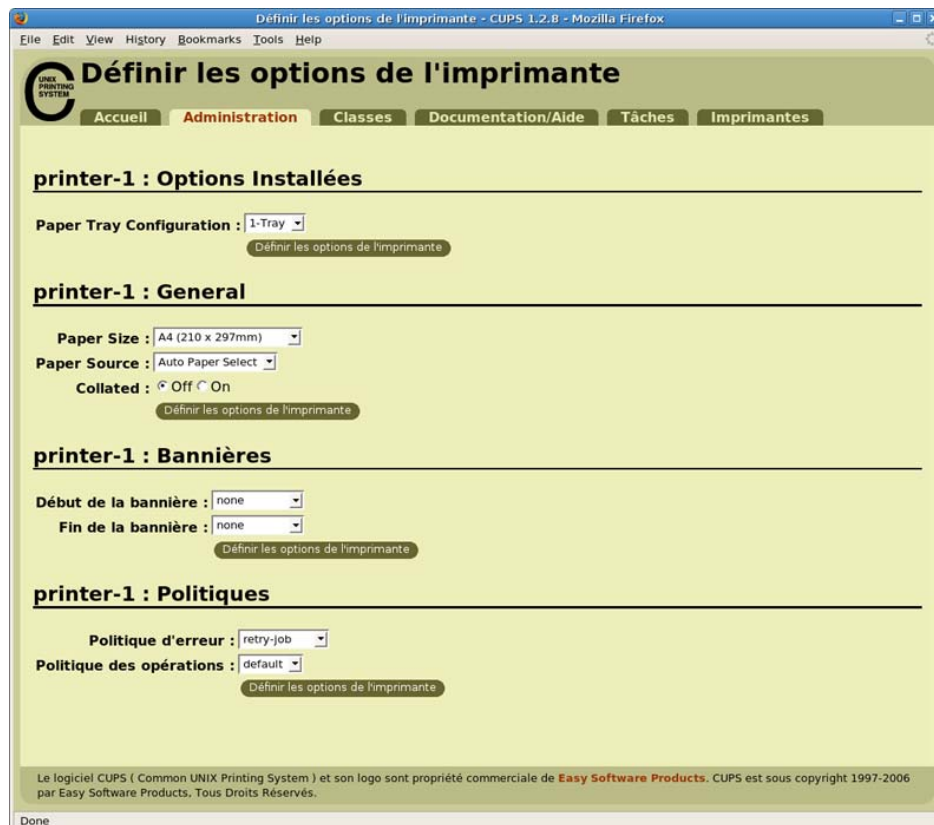 Définir les options de l'imprimante - CUPS 1.2.8 - Mozilla Firefox
File Edit View History Bookmarks Tools Help
UNIX
PRINTING
SYSTEM
Définir les options de l'imprimante
Accueil Administration Classes Documentation/Aide Tâches Imprimantes
printer-1 : Options Installées
Paper Tray Configuration : 1-Tray
Définir les options de l'imprimante
printer-1 : General
Paper Size : A4 (210 x 297mm)
Paper Source : Auto Paper Select
Collated : Off On
Définir les options de l'imprimante
printer-1 : Bannières
Début de la bannière : none
Fin de la bannière : none
Définir les options de l'imprimante
printer-1 : Politiques
Politique d'erreur : retry-job
Politique des opérations : default
Définir les options de l'imprimante
Le logiciel CUPS ( Common UNIX Printing System ) et son logo sont propriété commerciale de Easy Software Products. CUPS est sous copyright 1997-2006
par Easy Software Products, Tous Droits Réservés.
Done